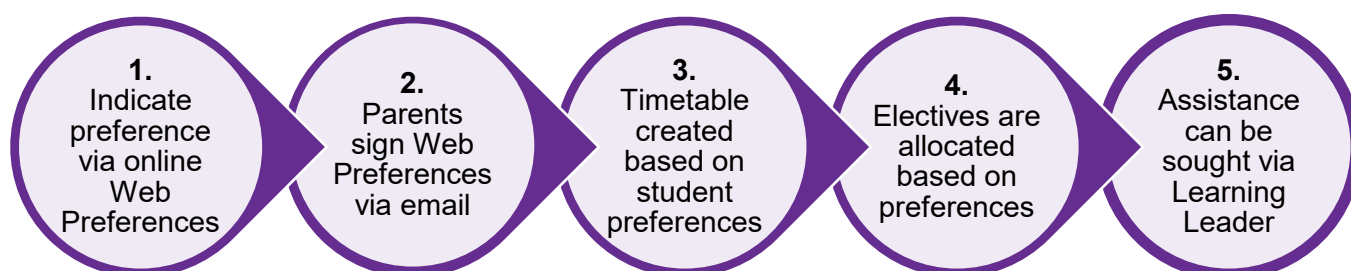 1.
Indicate
preference
via online
Web
Preferences
2.
Parents
sign Web
Preferences
via email
3.
Timetable
created
based on
student
preferences
4.
Electives are
allocated
based on
preferences
5.
Assistance
can be
sought via
Learning
Leader